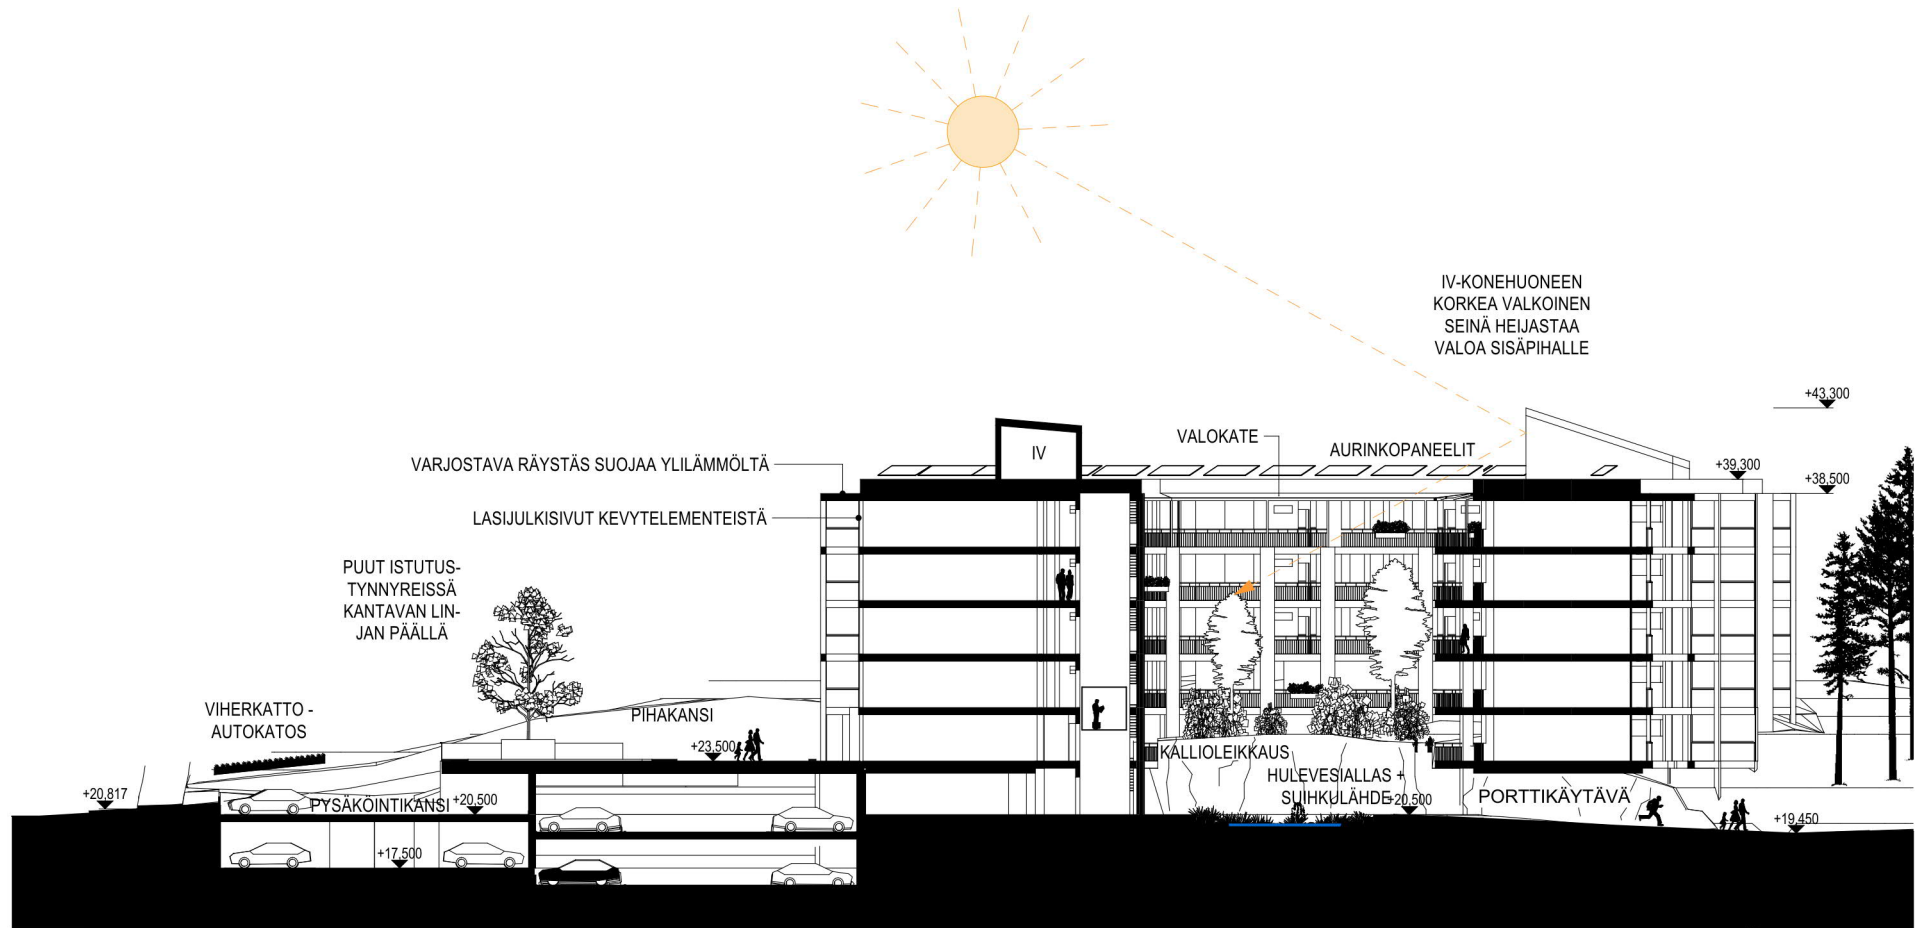 IV-KONEHUONEEN
KORKEA VALKOINEN
SEINÄ HEIJASTAA
VALOA SISÄPIHALLE
+43,300
VALOKATE
AURINKOPANEELIT
IV
VARJOSTAVA RÄYSTÄS SUOJAA YLILÄMMÖLTÄ
+39,300
+38,500
LASIJULKISIVUT KEVYTELEMENTEISTÄ
PUUT ISTUTUS-
TYNNYREISSÄ
KANTAVAN LIN-
JAN PÄÄLLÄ
VIHERKATTO -
AUTOKATOS
PIHAKANSI
+23,500
KALLIOLEIKKAUS
HULEVESIALLAS +
SUIHKULÄHDE
+20,500
PORTTIKÄYTÄVÄ
+20,817
PYSÄKÖINTIKANSI
+20,500
+19,450
+17,500